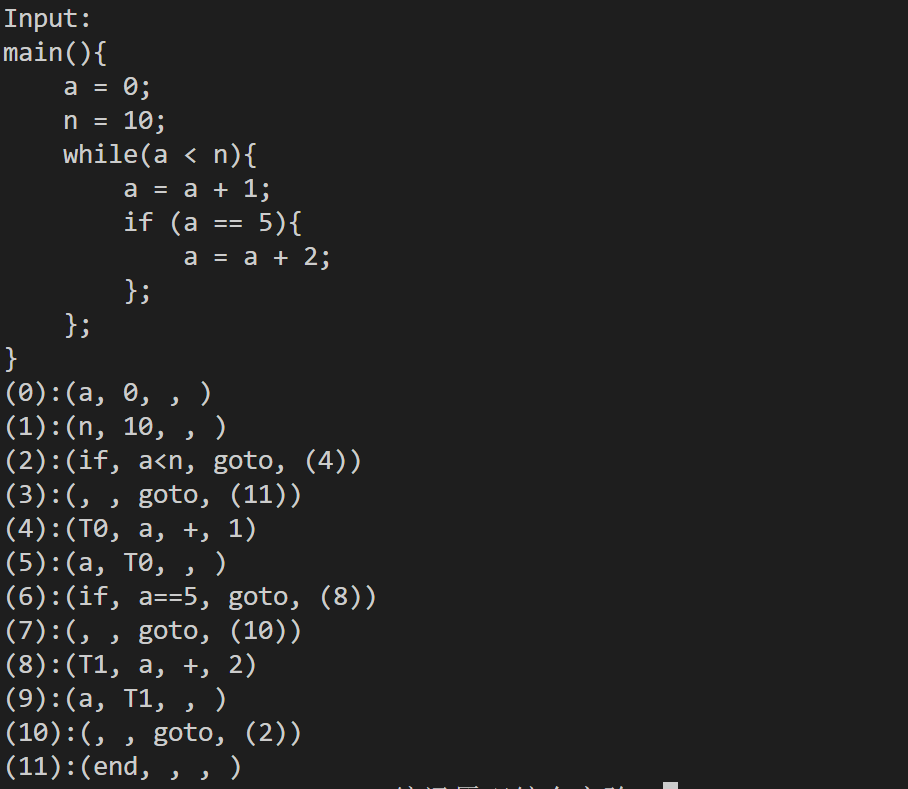 Input:
main(){
    a = 0;
    n = 10;
    while(a < n){
        a = a + 1;
        if (a == 5){
            a = a + 2;
        };
    };
}
(0):(a, 0, , )
(1):(n, 10, , )
(2):(if, a<n, goto, (4))
(3):(, , goto, (11))
(4):(T0, a, +, 1)
(5):(a, T0, , )
(6):(if, a==5, goto, (8))
(7):(, , goto, (10))
(8):(T1, a, +, 2)
(9):(a, T1, , )
(10):(, , goto, (2))
(11):(end, , , )